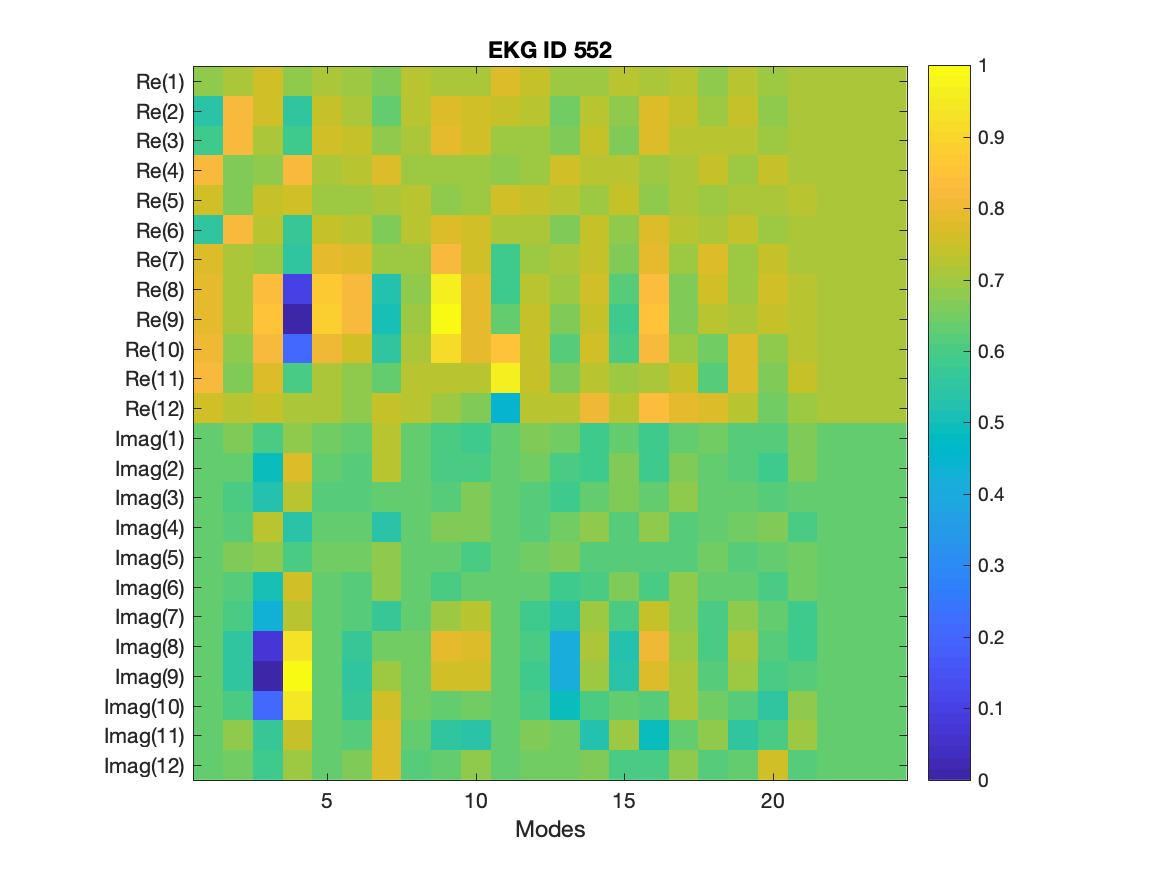 EKG ID 552
Re(1)
Re(2)
Re(3)
Re(4)
Re(5)
Re(6)
Re(7)
Re(8)
Re(9)
Re(10)
Re(11)
Re(12)
Imag(1)
Imag(2)
Imag(3)
Imag(4)
Imag(5)
Imag(6)
Imag(7)
Imag(8)
Imag(9)
Imag(10)
Imag(11)
Imag(12)
5 10 15 20
Modes
1
0.9
0.8
0.7
0.6
0.5
0.4
0.3
0.2
0.1
0